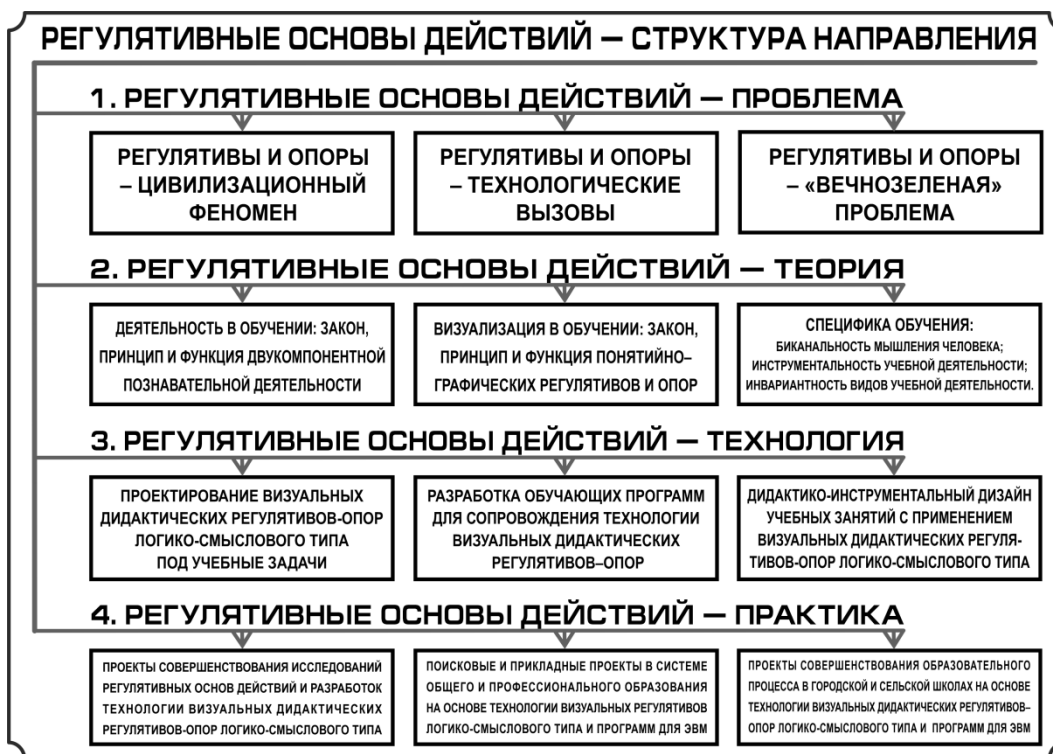 РЕГУЛЯТИВНЫЕ ОСНОВЫ ДЕЙСТВИЙ – СТРУКТУРА НАПРАВЛЕНИЯ
1. РЕГУЛЯТИВНЫЕ ОСНОВЫ ДЕЙСТВИЙ – ПРОБЛЕМА
РЕГУЛЯТИВЫ И ОПОРЫ
– ЦИВИЛИЗАЦИОННЫЙ
ФЕНОМЕН
РЕГУЛЯТИВЫ И ОПОРЫ
– ТЕХНОЛОГИЧЕСКИЕ
ВЫЗОВЫ
РЕГУЛЯТИВЫ И ОПОРЫ
– «ВЕЧНОЗЕЛЕНАЯ»
ПРОБЛЕМА
2. РЕГУЛЯТИВНЫЕ ОСНОВЫ ДЕЙСТВИЙ – ТЕОРИЯ
ДЕЯТЕЛЬНОСТЬ В ОБУЧЕНИИ: ЗАКОН,
ПРИНЦИП И ФУНКЦИЯ ДВУКОМПОНЕНТНОЙ
ПОЗНАВАТЕЛЬНОЙ ДЕЯТЕЛЬНОСТИ
ВИЗУАЛИЗАЦИЯ В ОБУЧЕНИИ: ЗАКОН,
ПРИНЦИП И ФУНКЦИЯ ПОНЯТИЙНО–
ГРАФИЧЕСКИХ РЕГУЛЯТИВОВ И ОПОР
СПЕЦИФИКА ОБУЧЕНИЯ:
БИКАНАЛЬНОСТЬ МЫШЛЕНИЯ ЧЕЛОВЕКА;
ИНСТРУМЕНТАЛЬНОСТЬ УЧЕБНОЙ ДЕЯТЕЛЬНОСТИ;
ИНВАРИАНТНОСТЬ ВИДОВ УЧЕБНОЙ ДЕЯТЕЛЬНОСТИ.
3. РЕГУЛЯТИВНЫЕ ОСНОВЫ ДЕЙСТВИЙ – ТЕХНОЛОГИЯ
ПРОЕКТИРОВАНИЕ ВИЗУАЛЬНЫХ
ДИДАКТИЧЕСКИХ РЕГУЛЯТИВОВ-ОПОР
ЛОГИКО-СМЫСЛОВОГО ТИПА
ПОД УЧЕБНЫЕ ЗАДАЧИ
РАЗРАБОТКА ОБУЧАЮЩИХ ПРОГРАММ
ДЛЯ СОПРОВОЖДЕНИЯ ТЕХНОЛОГИИ
ВИЗУАЛЬНЫХ ДИДАКТИЧЕСКИХ
РЕГУЛЯТИВОВ–ОПОР
ДИДАКТИКО-ИНСТРУМЕНТАЛЬНЫЙ ДИЗАЙН
УЧЕБНЫХ ЗАНЯТИЙ С ПРИМЕНЕНИЕМ
ВИЗУАЛЬНЫХ ДИДАКТИЧЕСКИХ РЕГУЛЯ-
ТИВОВ-ОПОР ЛОГИКО-СМЫСЛОВОГО ТИПА
4. РЕГУЛЯТИВНЫЕ ОСНОВЫ ДЕЙСТВИЙ – ПРАКТИКА
ПРОЕКТЫ СОВЕРШЕНСТВОВАНИЯ ИССЛЕДОВАНИЙ
РЕГУЛЯТИВНЫХ ОСНОВ ДЕЙСТВИЙ И РАЗРАБОТОК
ТЕХНОЛОГИИ ВИЗУАЛЬНЫХ ДИДАКТИЧЕСКИХ
РЕГУЛЯТИВОВ-ОПОР ЛОГИКО-СМЫСЛОВОГО ТИПА
ПОИСКОВЫЕ И ПРИКЛАДНЫЕ ПРОЕКТЫ В СИСТЕМЕ
ОБЩЕГО И ПРОФЕССИОНАЛЬНОГО ОБРАЗОВАНИЯ
НА ОСНОВЕ ТЕХНОЛОГИИ ВИЗУАЛЬНЫХ РЕГУЛЯТИВОВ
ЛОГИКО-СМЫСЛОВОГО ТИПА И ПРОГРАММ ДЛЯ ЭВМ
ПРОЕКТЫ СОВЕРШЕНСТВОВАНИЯ ОБРАЗОВАТЕЛЬНОГО
ПРОЦЕССА В ГОРОДСКОЙ И СЕЛЬСКОЙ ШКОЛАХ НА ОСНОВЕ
ТЕХНОЛОГИИ ВИЗУАЛЬНЫХ ДИДАКТИЧЕСКИХ РЕГУЛЯТИВОВ–
ОПОР ЛОГИКО-СМЫСЛОВОГО ТИПА И ПРОГРАММ ДЛЯ ЭВМ